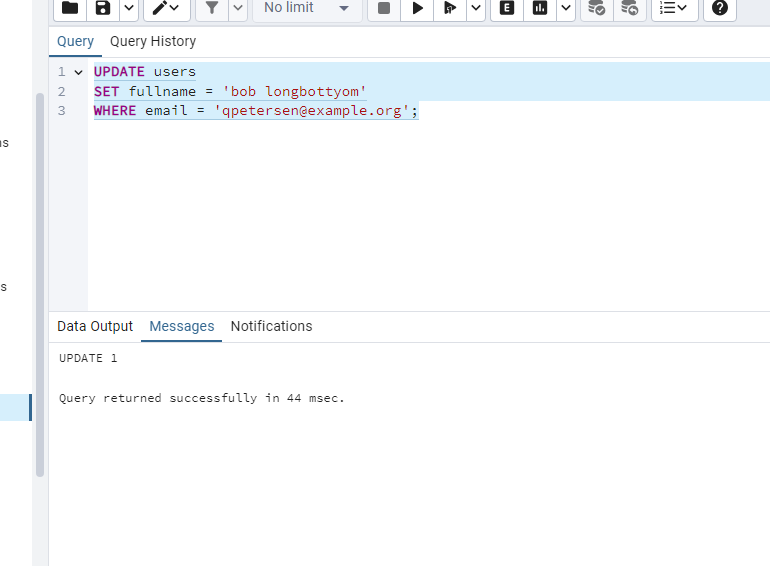 No limit
E
Query Query History
1 UPDATE users
2 SET fullname = 'bob longbottyom'
3 WHERE email = 'qpetersen@example.org';
ns
s
Data Output Messages Notifications
UPDATE 1
Query returned successfully in 44 msec.